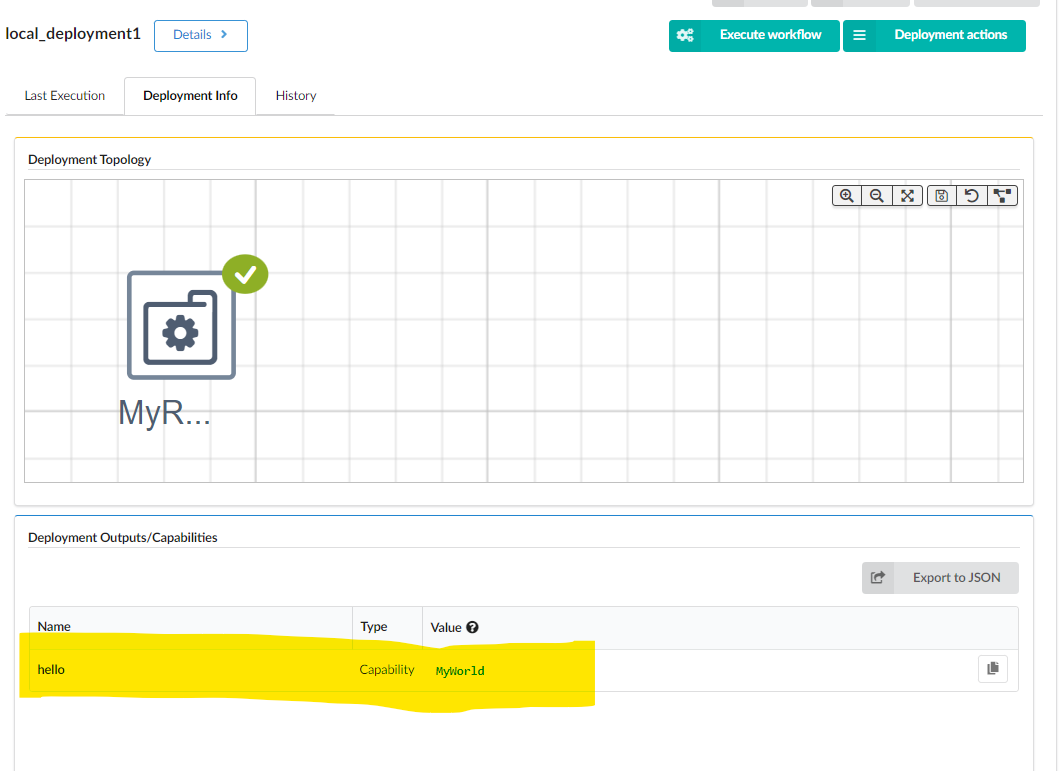 local_deployment1 Details
Execute workflow Deployment actions
Last Execution Deployment Info History
Deployment Topology
MyR...
Deployment Outputs/Capabilities
Export to JSON
Name Type Value
hello Capability MyWorld